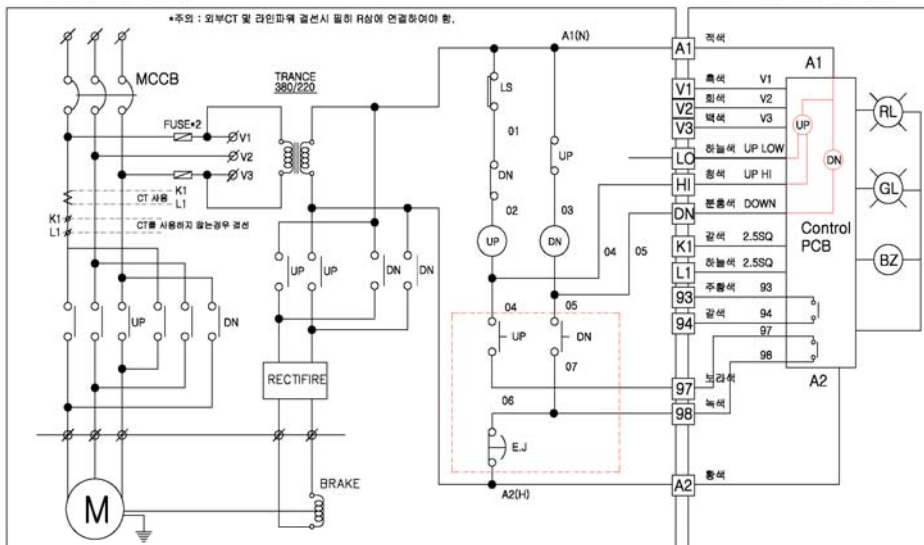 *주의 : 외부CT 및 라인파워 결선시 필히 R상에 연결하여야 함.
MCCB
TRANCE
380/220
FUSE*2
V1
V2
V3
K1
CT 사용
L1
K1
CT를 사용하지 않는경우 결선
L1
UP
DN
UP
UP
DN
DN
RECTIFIRE
M
BRAKE
A1(N)
LS
01
DN
UP
02
03
UP
DN
04
05
04
05
UP
DN
07
06
E.J
A2(H)
A1 적색
V1 흑색 V1
V2 회색 V2
V3 백색 V3
LO 하늘색 UP LOW
HI 청색 UP HI
DN 분홍색 DOWN
K1 갈색 2.5SQ
L1 하늘색 2.5SQ
93 주황색 93
94 갈색 94
97
98
97 보라색
98 녹색
A2 황색
A1
UP
DN
Control
PCB
A2
RL
GL
BZ